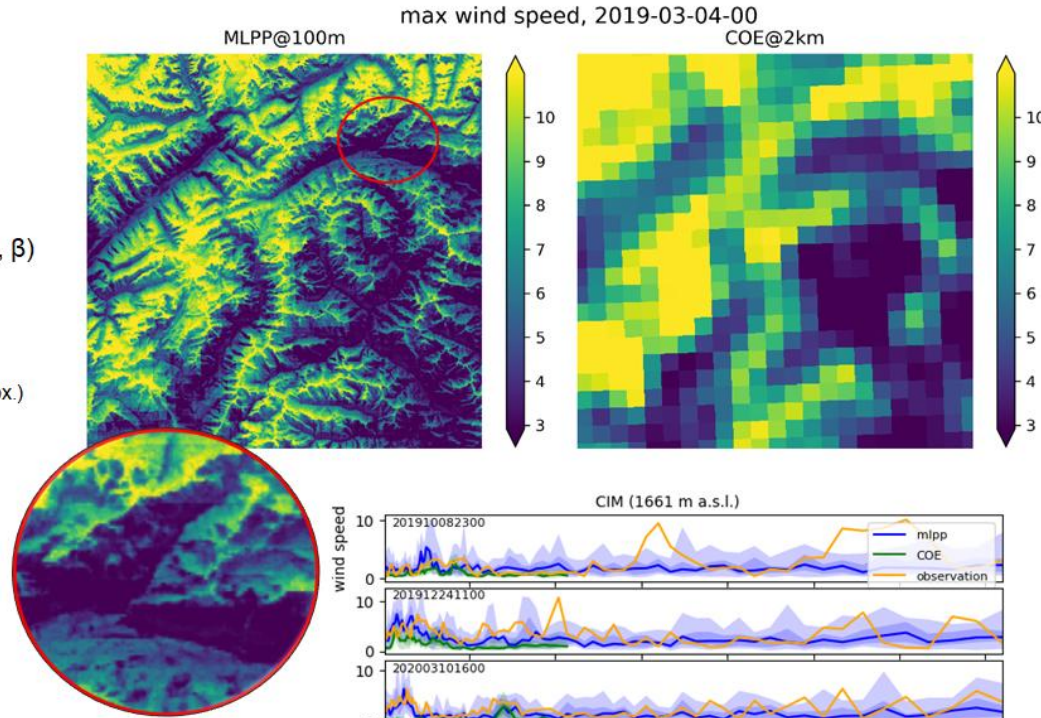 max wind speed, 2019-03-04-00
MLPP@100m
COE@2km
10
9
8
7
6
5
4
3
10
9
8
7
6
5
4
3
, β)
ox.)
CIM (1661 m a.s.l.)
wind speed
10
0
201910082300
mlpp
COE
observation
10
0
201912241100
10
202003101600